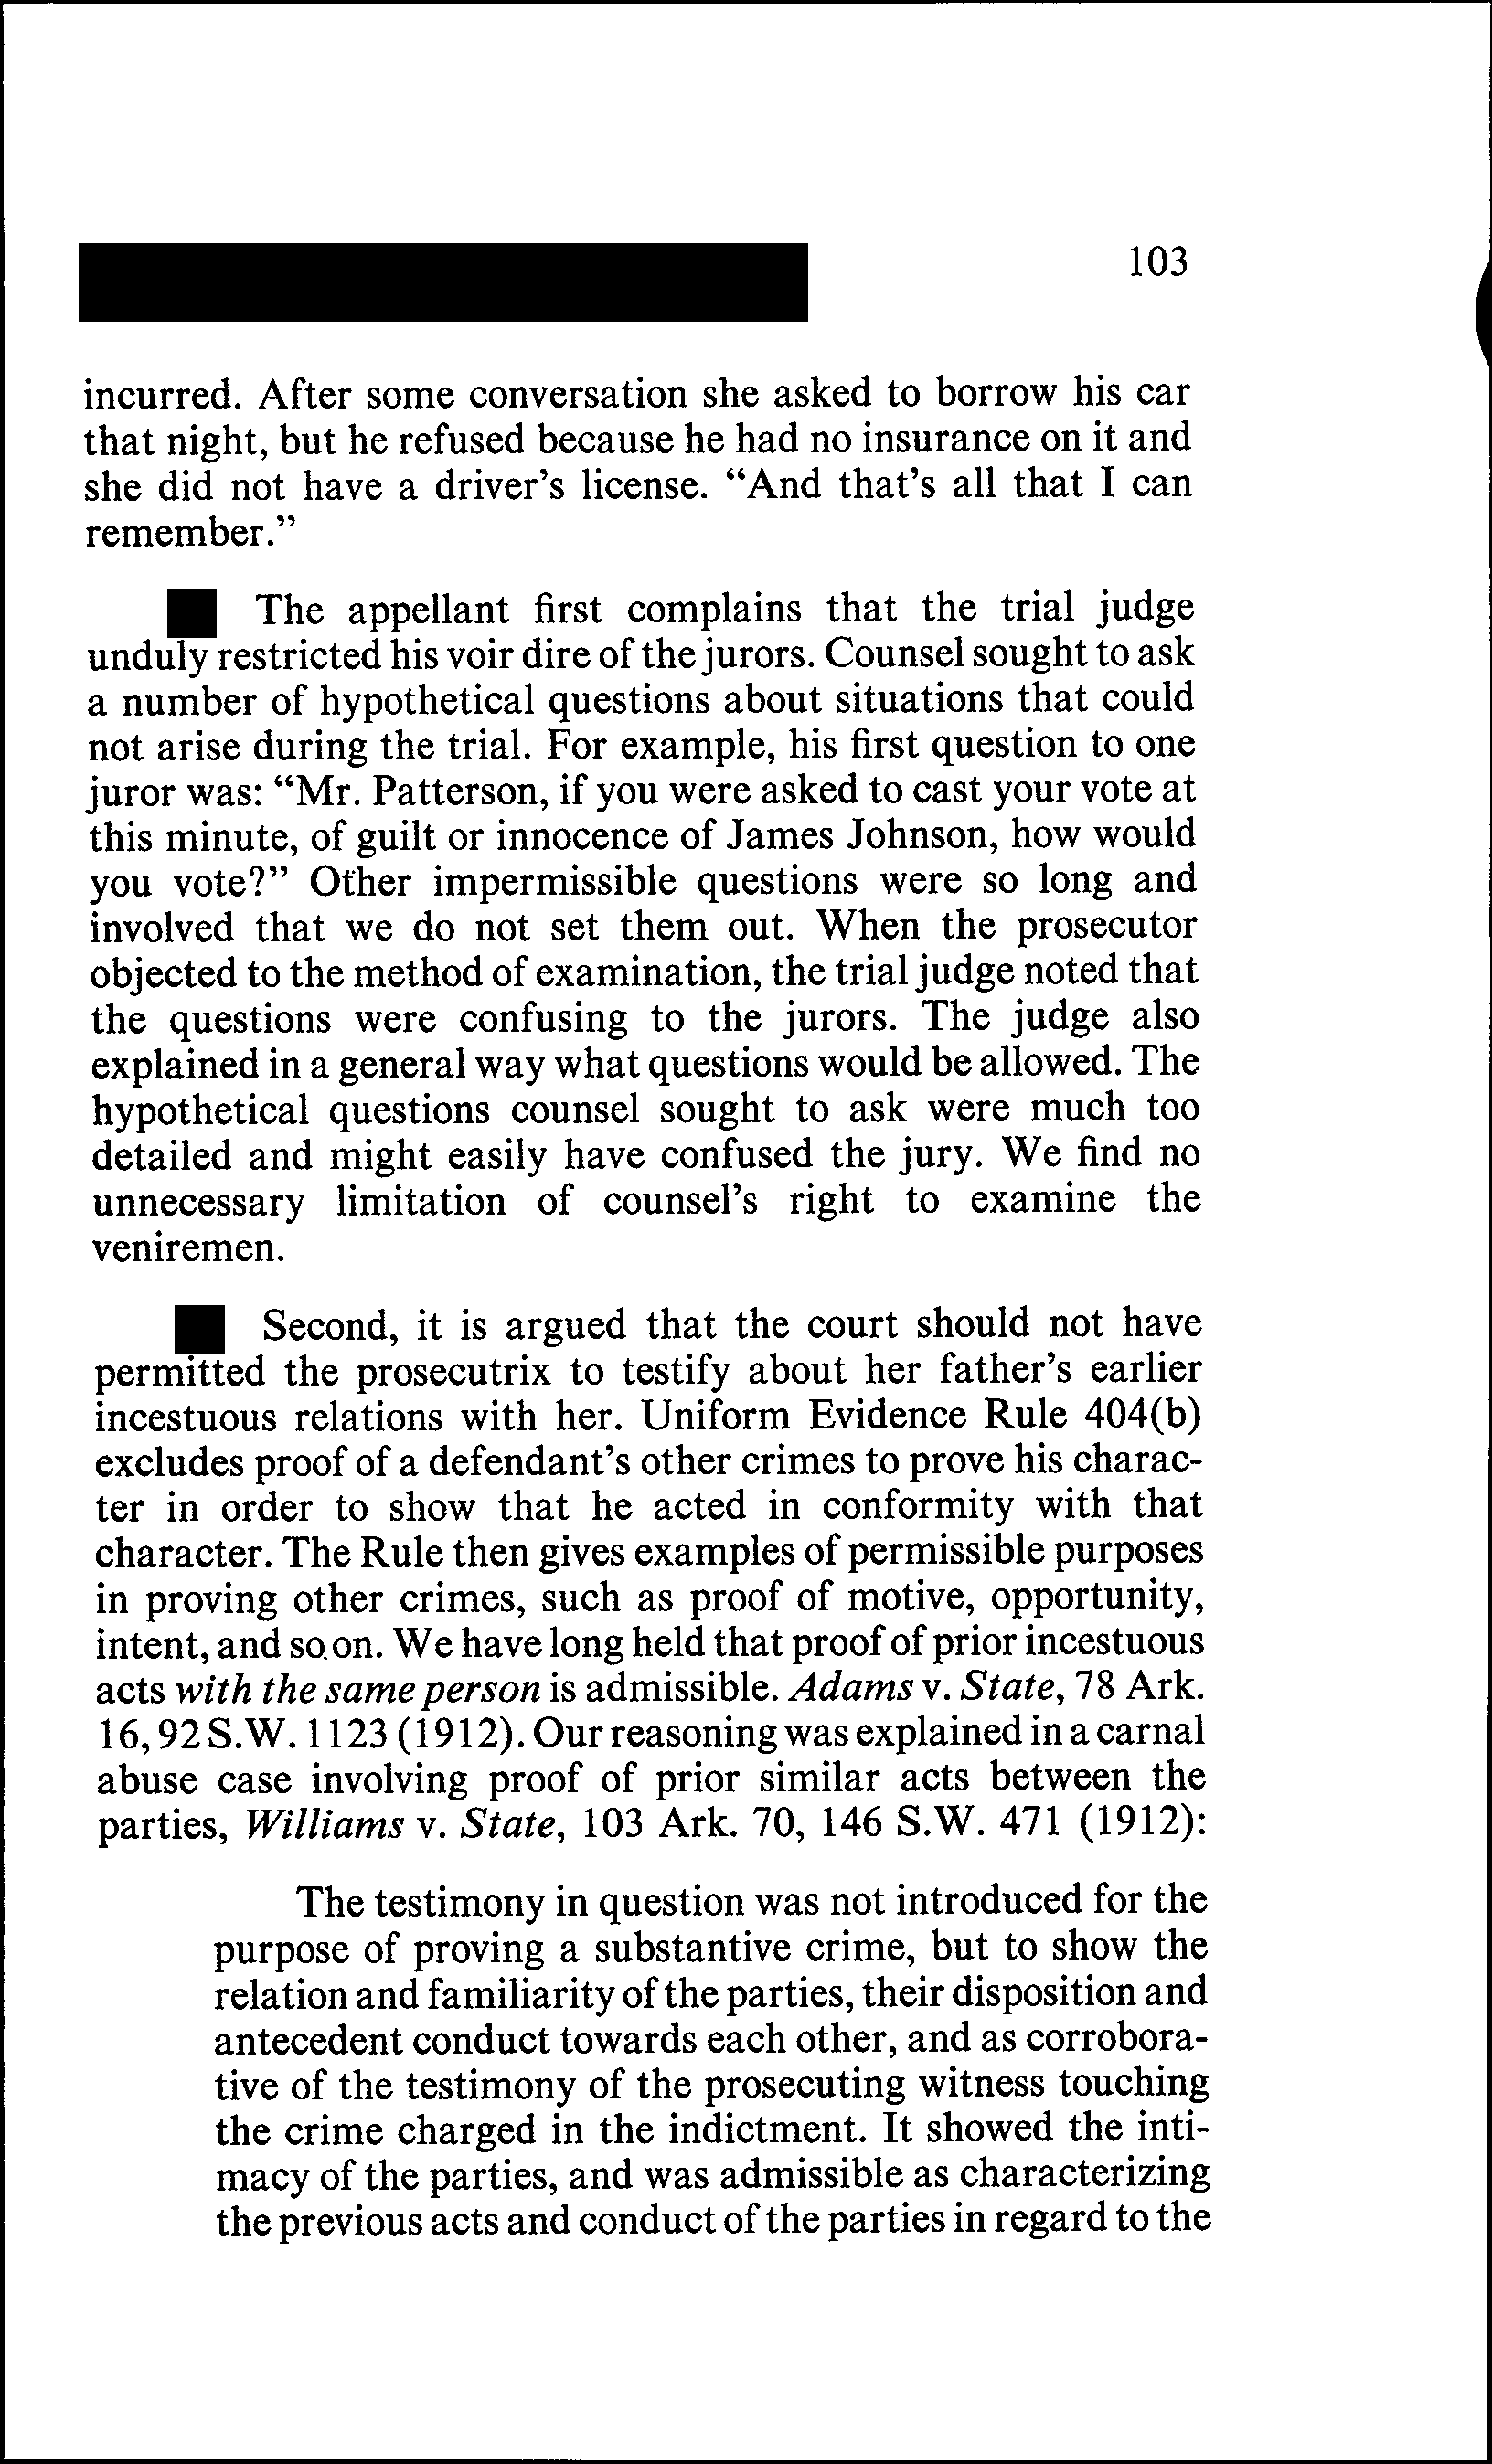 103
incurred. After some conversation she asked to borrow his car
that night, but he refused because he had no insurance on it and
she did not have a driver's license. “And that's all that I can
remember.”
The appellant first complains that the trial judge
unduly restricted his voir dire of the jurors. Counsel sought to ask
a number of hypothetical questions about situations that could
not arise during the trial. For example, his first question to one
juror was: “Mr. Patterson, if you were asked to cast your vote at
this minute, of guilt or innocence of James Johnson, how would
you vote?” Other impermissible questions were so long and
involved that we do not set them out. When the prosecutor
objected to the method of examination, the trial judge noted that
the questions were confusing to the jurors. The judge also
explained in a general way what questions would be allowed. The
hypothetical questions counsel sought to ask were much too
detailed and might easily have confused the jury. We find no
unnecessary limitation of counsel's right to examine the
veniremen.
Second, it is argued that the court should not have
permitted the prosecutrix to testify about her father's earlier
incestuous relations with her. Uniform Evidence Rule 404(b)
excludes proof of a defendant's other crimes to prove his charac-
ter in order to show that he acted in conformity with that
character. The Rule then gives examples of permissible purposes
in proving other crimes, such as proof of motive, opportunity,
intent, and so on. We have long held that proof of prior incestuous
acts with the same person is admissible. Adams v. State, 78 Ark.
16, 92 S.W. 1123 (1912). Our reasoning was explained in a carnal
abuse case involving proof of prior similar acts between the
parties, Williams v. State, 103 Ark. 70, 146 S.W. 471 (1912):
The testimony in question was not introduced for the
purpose of proving a substantive crime, but to show the
relation and familiarity of the parties, their disposition and
antecedent conduct towards each other, and as corrobora-
tive of the testimony of the prosecuting witness touching
the crime charged in the indictment. It showed the inti-
macy of the parties, and was admissible as characterizing
the previous acts and conduct of the parties in regard to the